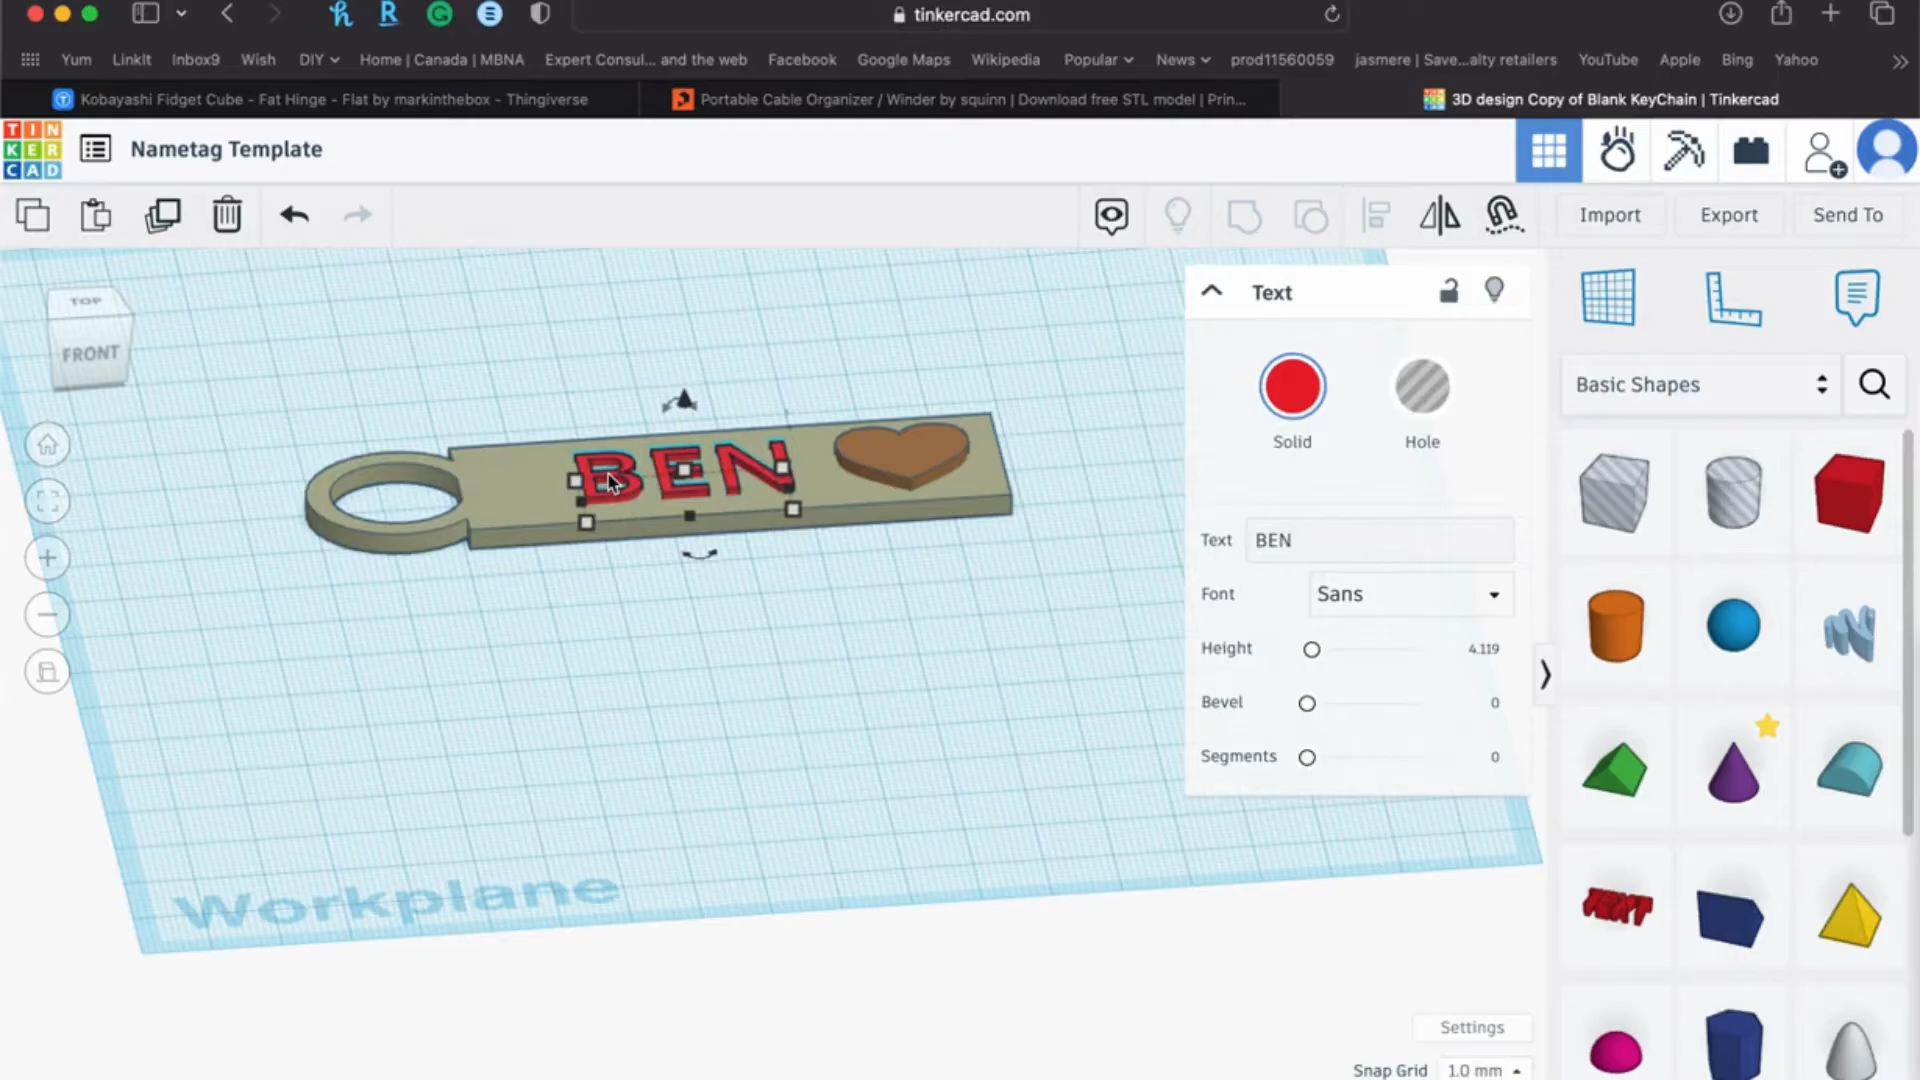 tinkercad.com
Yum LinkIt Inbox9 Wish DIY Home | Canada | MBNA Expert Consul... and the web Facebook Google Maps Wikipedia Popular News prod11560059 jasmere | Save...alty retailers YouTube Apple Bing Yahoo
Kobayashi Fidget Cube - Fat Hinge - Flat by markinthebox - Thingiverse
Portable Cable Organizer / Winder by squinn | Download free STL model | Prin...
3D design Copy of Blank KeyChain | Tinkercad
TIN
KER
CAD
Nametag Template
Import Export Send To
TOP
FRONT
BEN
Workplane
Text
Solid Hole
Text BEN
Font Sans
Height 4.119
Bevel 0
Segments 0
Basic Shapes
TEXT
Settings
Snap Grid 1.0 mm